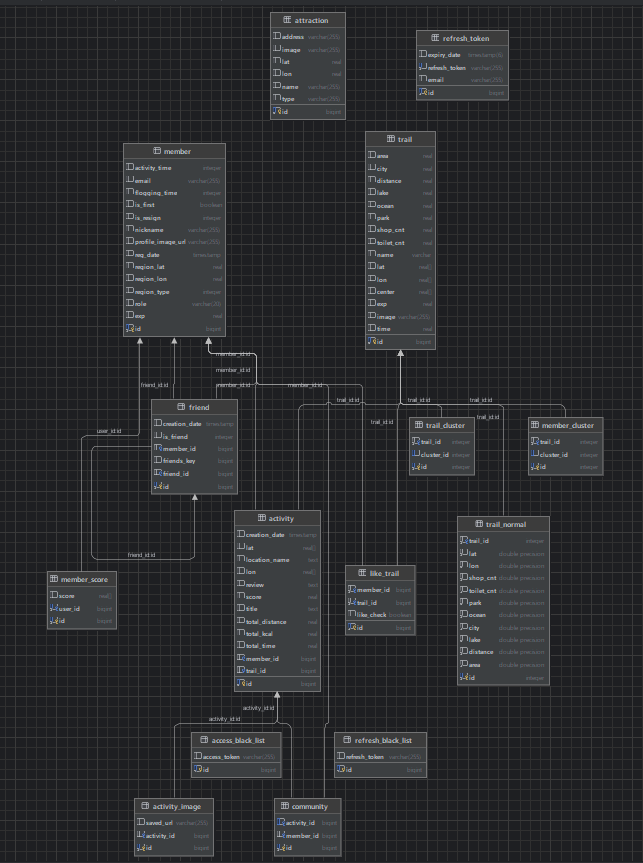 attraction
address varchar(255)
image varchar(255)
lat real
lon real
name varchar(255)
type varchar(255)
id bigint
refresh_token
expiry_date timestamp(6)
refresh_token varchar(255)
email varchar(255)
id bigint
member
activity_time integer
email varchar(255)
flogging_time integer
is_first boolean
is_resign integer
nickname varchar(255)
profile_image_url varchar(255)
reg_date timestamp
region_lat real
region_lon real
region_type integer
role varchar(20)
exp real
id bigint
trail
area real
city real
distance real
lake real
ocean real
park real
shop_cnt real
toilet_cnt real
name varchar
lat real[]
lon real[]
center real[]
exp real
image varchar(255)
time real
id bigint
member_id:id
member_id:id
friend_id:id
member_id:id
member_id:id
trail_id:id
trail_id:id
trail_id:id
trail_id:id
trail_id:id
user_id:id
friend
creation_date timestamp
is_friend integer
member_id bigint
friends_key bigint
friend_id bigint
id bigint
friend_id:id
trail_cluster
trail_id integer
cluster_id integer
id integer
member_cluster
trail_id integer
cluster_id integer
id integer
activity
creation_date timestamp
lat real[]
location_name text
lon real[]
review text
score real
title text
total_distance real
total_kcal real
total_time real
member_id bigint
trail_id bigint
id bigint
trail_normal
trail_id integer
lat double precision
lon double precision
shop_cnt double precision
toilet_cnt double precision
park double precision
ocean double precision
city double precision
lake double precision
distance double precision
area double precision
id integer
member_score
score real[]
user_id bigint
id bigint
like_trail
member_id bigint
trail_id bigint
like_check boolean
id bigint
activity_id:id
activity_id:id
access_black_list
access_token varchar(255)
id bigint
refresh_black_list
refresh_token varchar(255)
id bigint
activity_image
saved_url varchar(255)
activity_id bigint
id bigint
community
activity_id bigint
member_id bigint
id bigint